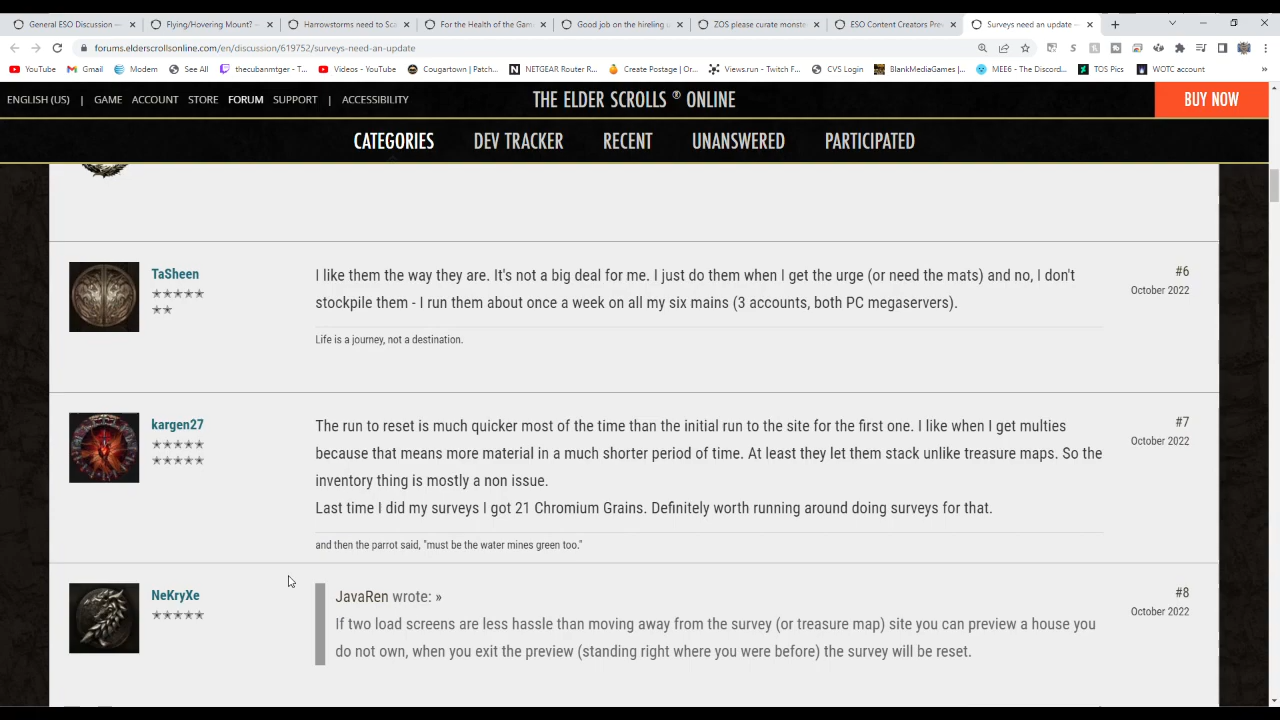 General ESO Discussion —
Flying/Hovering Mount? —
Harrowstorms need to Sc
For the Health of the Gam
Good job on the hireling u
ZOS please curate monste
ESO Content Creators Prev
Surveys need an update —
forums.elderscrollsonline.com/en/discussion/619752/surveys-need-an-update
YouTube
Gmail
Modem
See All
thecubanmtger - T...
Videos - YouTube
Cougartown | Patch...
NETGEAR Router R...
Create Postage | Or...
Views.run - Twitch F...
CVS Login
BlankMediaGames |...
MEE6 - The Discord...
TOS Pics
WOTC account
»
ENGLISH (US) | GAME ACCOUNT STORE FORUM SUPPORT | ACCESSIBILITY
THE ELDER SCROLLS ® ONLINE
BUY NOW
CATEGORIES DEV TRACKER RECENT UNANSWERED PARTICIPATED
TaSheen
I like them the way they are. It's not a big deal for me. I just do them when I get the urge (or need the mats) and no, I don't
stockpile them - I run them about once a week on all my six mains (3 accounts, both PC megaservers).
Life is a journey, not a destination.
#6
October 2022
kargen27
The run to reset is much quicker most of the time than the initial run to the site for the first one. I like when I get multies
because that means more material in a much shorter period of time. At least they let them stack unlike treasure maps. So the
inventory thing is mostly a non issue.
Last time I did my surveys I got 21 Chromium Grains. Definitely worth running around doing surveys for that.
and then the parrot said, "must be the water mines green too."
#7
October 2022
NeKryXe
JavaRen wrote: »
If two load screens are less hassle than moving away from the survey (or treasure map) site you can preview a house you
do not own, when you exit the preview (standing right where you were before) the survey will be reset.
#8
October 2022